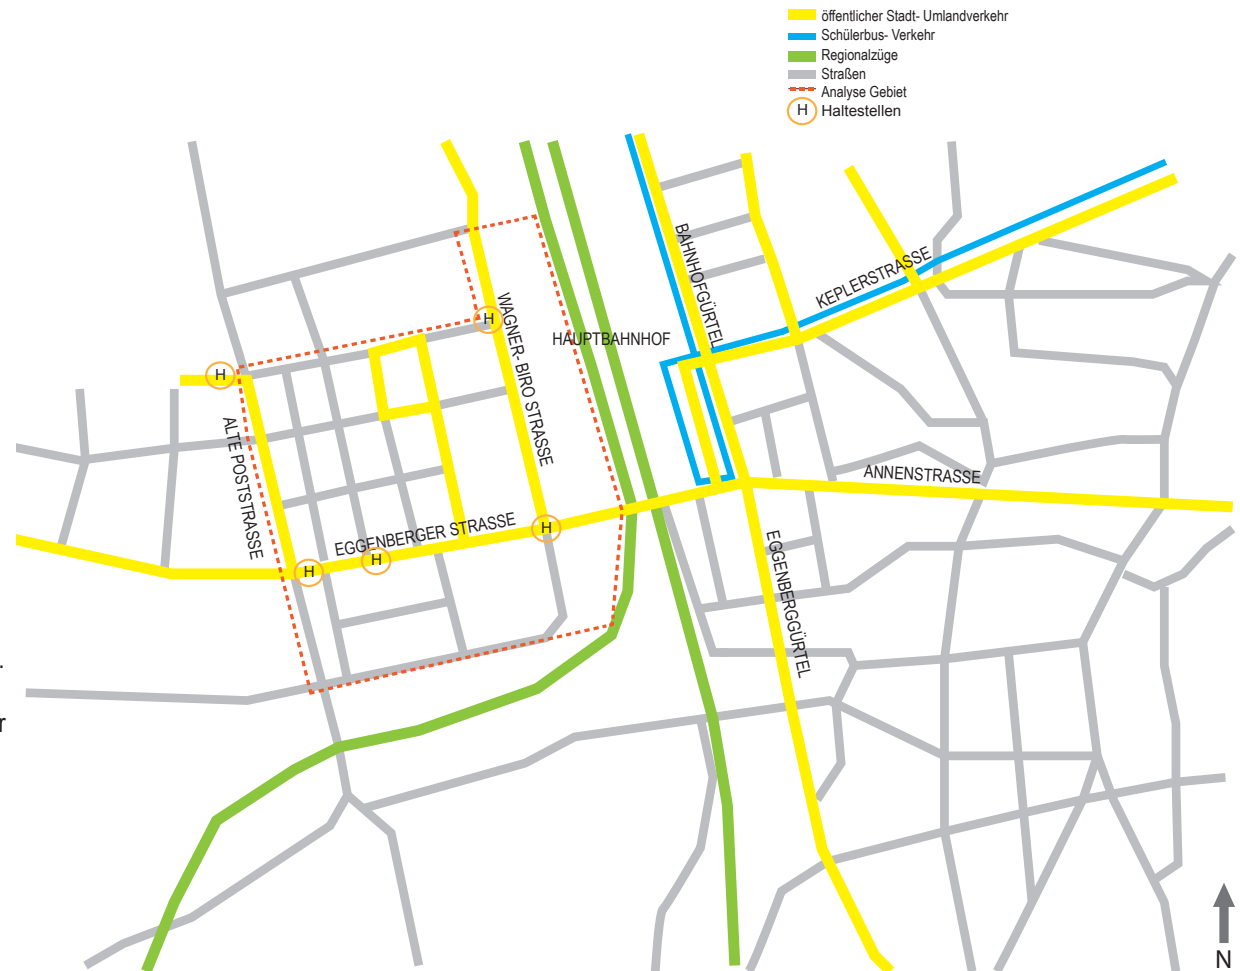 öffentlicher Stadt- Umlandverkehr
Schülerbus- Verkehr
Regionalzüge
Straßen
Analyse Gebiet
H Haltestellen
BAHNHOFGÜRTEL
KEPLERSTRASSE
WAGNER- BIRO STRASSE
H
HAUPTBAHNHOF
H
ALTE POSTSTRASSE
ANNENSTRASSE
EGGENBERGER STRASSE
H
H
H
EGGENBERGGÜRTEL
.
r
N